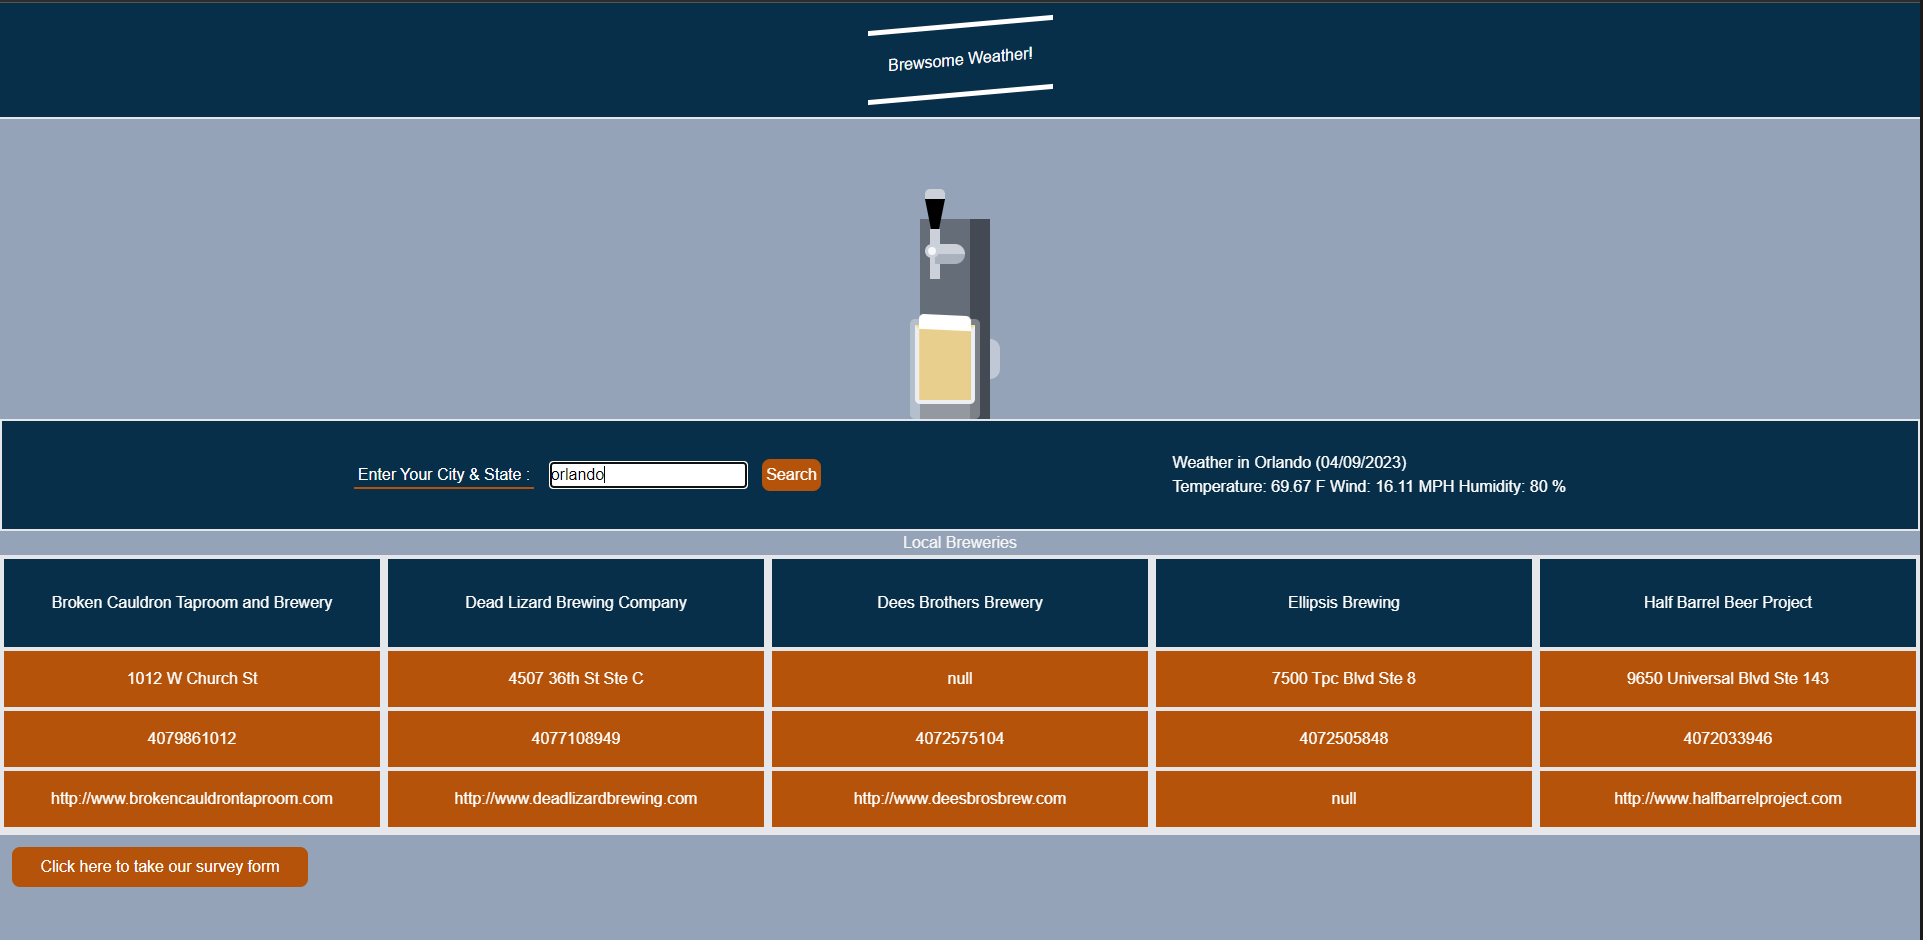 Brewsome Weather!
Enter Your City & State :
orlando
Search
Weather in Orlando (04/09/2023)
Temperature: 69.67 F Wind: 16.11 MPH Humidity: 80 %
Local Breweries
Broken Cauldron Taproom and Brewery
Dead Lizard Brewing Company
Dees Brothers Brewery
Ellipsis Brewing
Half Barrel Beer Project
1012 W Church St
4507 36th St Ste C
null
7500 Tpc Blvd Ste 8
9650 Universal Blvd Ste 143
4079861012
4077108949
4072575104
4072505848
4072033946
http://www.brokencauldrontaproom.com
http://www.deadlizardbrewing.com
http://www.deesbrosbrew.com
null
http://www.halfbarrelproject.com
Click here to take our survey form